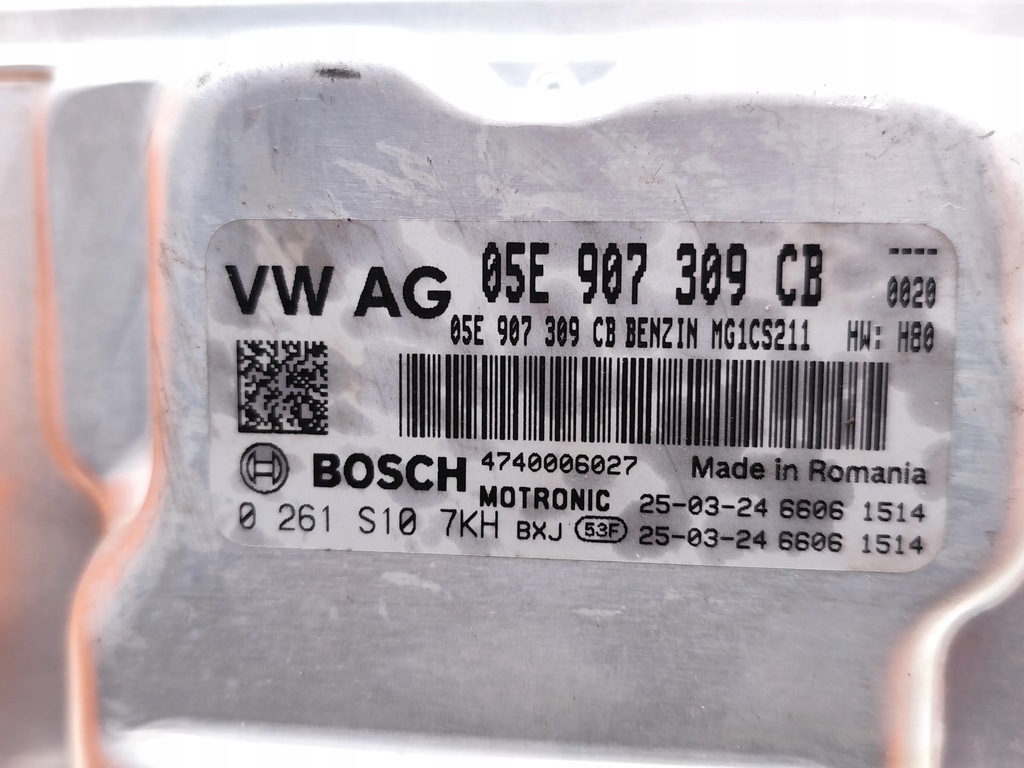 VW AG 05E 907 309 CB ----
0020
05E 907 309 CB BENZIN MG1CS211 HW: H80
BOSCH 4740006027 Made in Romania
MOTRONIC 25-03-24 6606 1514
0 261 S10 7KH BXJ 53F 25-03-24 6606 1514